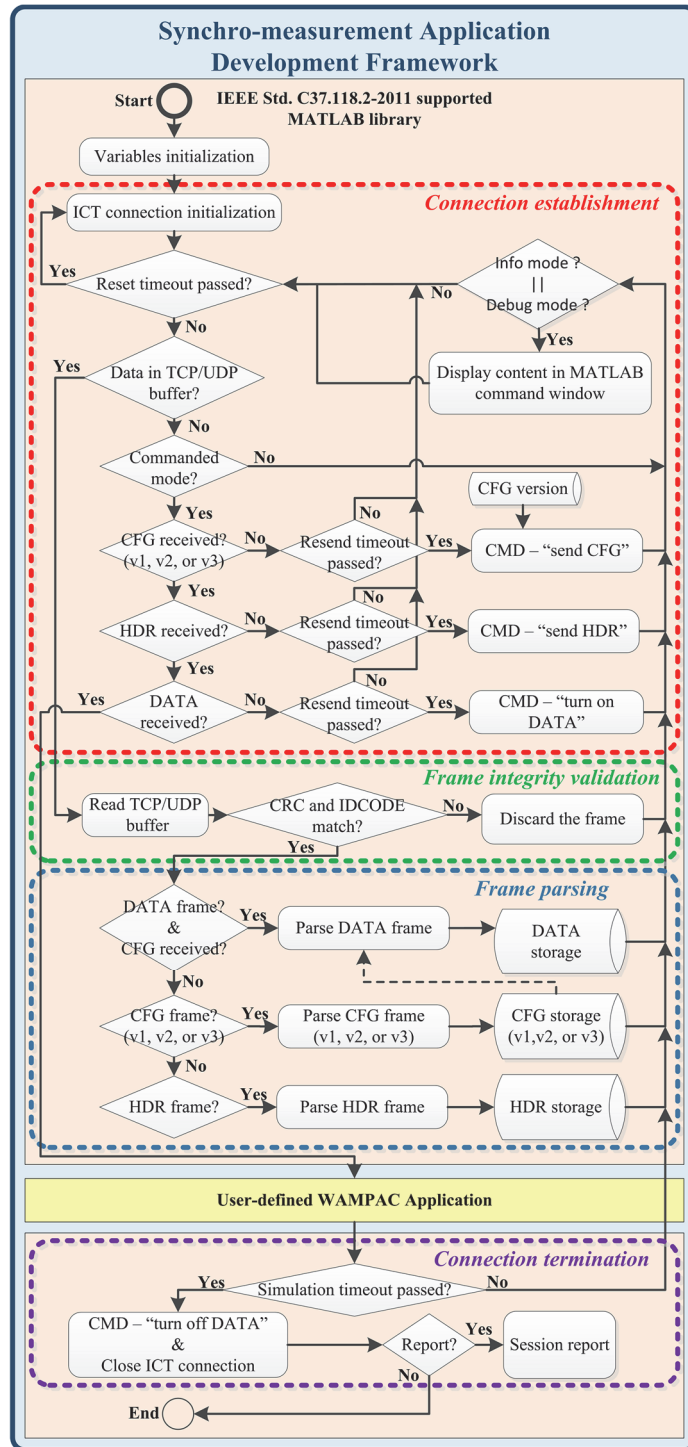 Synchro-measurement Application
Development Framework
Start
IEEE Std. C37.118.2-2011 supported
MATLAB library
Variables initialization
ICT connection initialization
Connection establishment
Yes
Reset timeout passed?
No
Info mode ?
||
Debug mode ?
No
Yes
Yes
Data in TCP/UDP
buffer?
Display content in MATLAB
command window
No
Commanded
mode?
No
Yes
No
CFG version
CFG received?
(v1, v2, or v3)
No
Resend timeout
passed?
Yes
CMD – “send CFG”
Yes
No
HDR received?
No
Resend timeout
passed?
Yes
CMD – “send HDR”
Yes
No
Yes
DATA
received?
No
Resend timeout
passed?
Yes
CMD – “turn on
DATA”
Frame integrity validation
Read TCP/UDP
buffer
CRC and IDCODE
match?
No
Discard the frame
Yes
Frame parsing
DATA frame?
&
CFG received?
Yes
Parse DATA frame
DATA
storage
No
CFG frame?
(v1, v2, or v3)
Yes
Parse CFG frame
(v1, v2, or v3)
CFG storage
(v1,v2, or v3)
No
HDR frame?
Yes
Parse HDR frame
HDR storage
User-defined WAMPAC Application
Connection termination
Yes
Simulation timeout passed?
No
CMD – “turn off DATA”
&
Close ICT connection
Report?
Yes
Session report
No
End